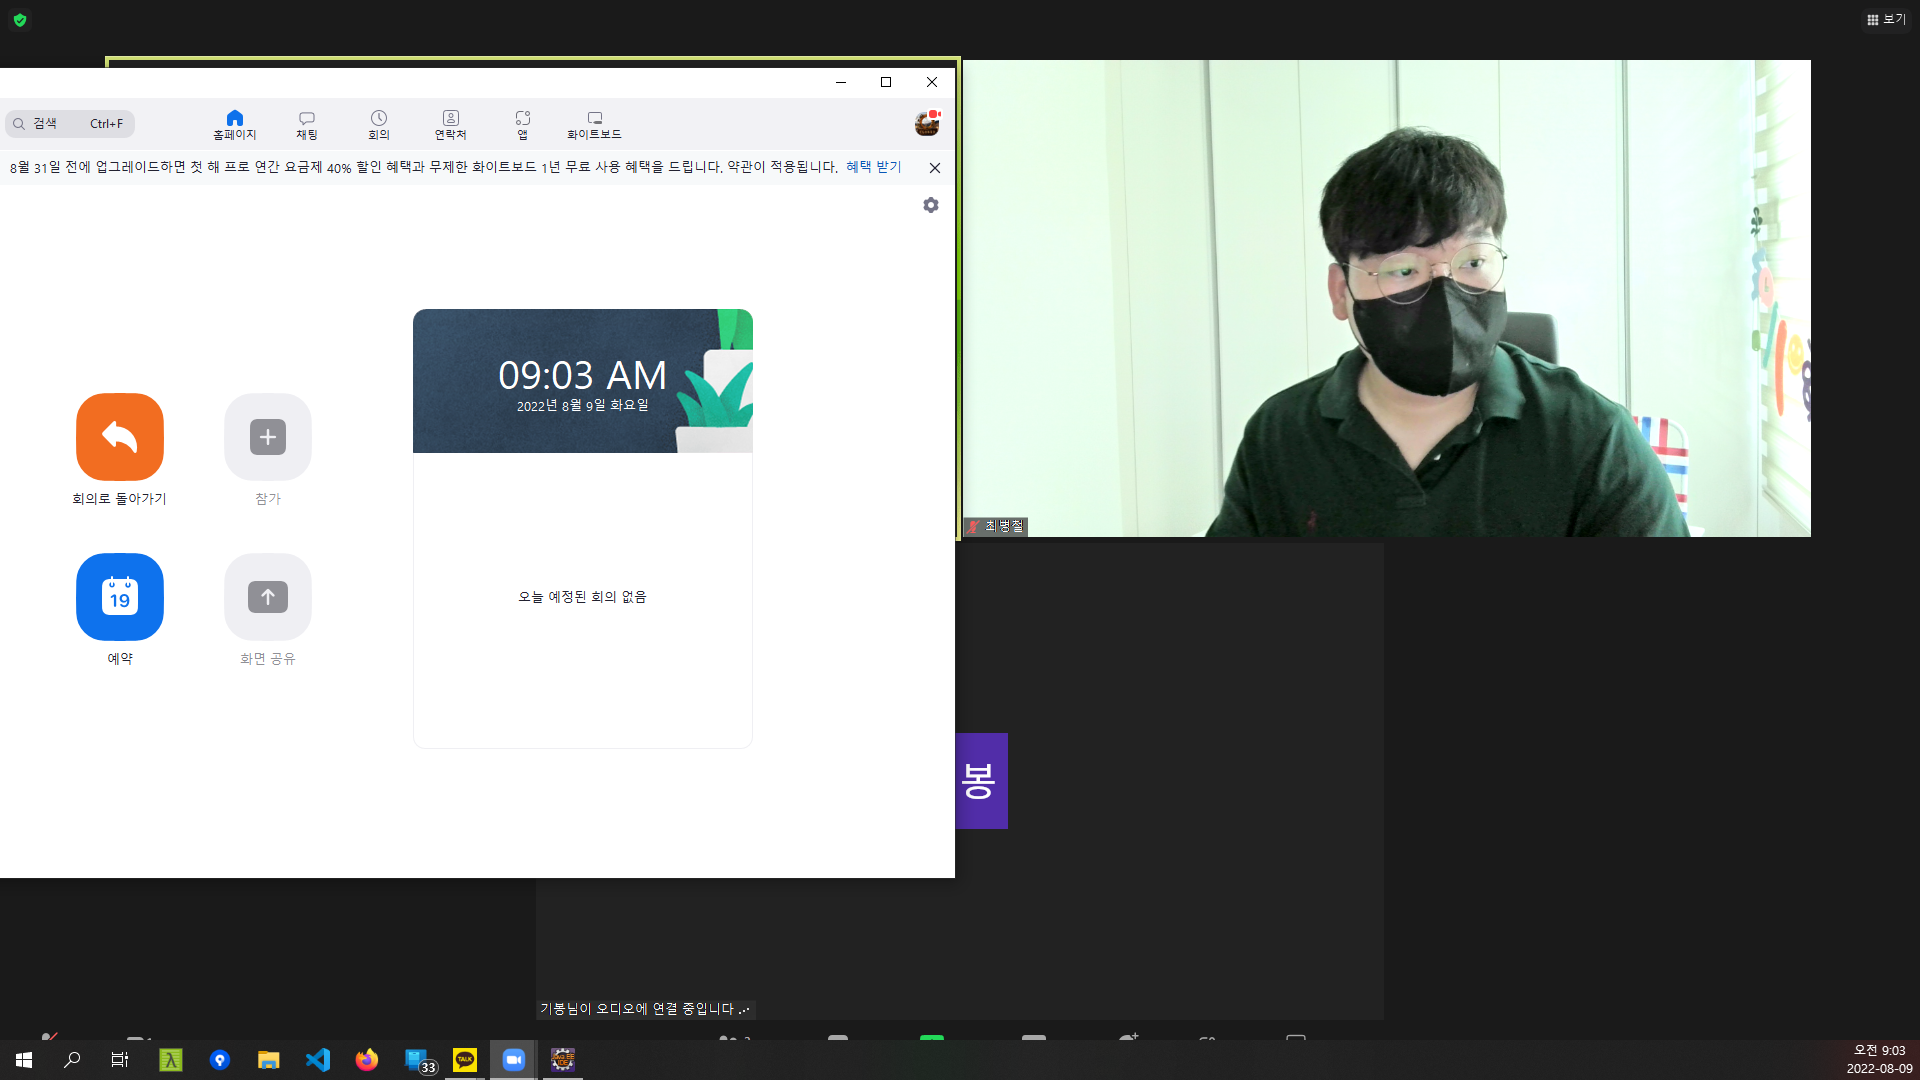 보기
검색 Ctrl+F
홈페이지 채팅 회의 연락처 앱 화이트보드
8월 31일 전에 업그레이드하면 첫 해 프로 연간 요금제 40% 할인 혜택과 무제한 화이트보드 1년 무료 사용 혜택을 드립니다. 약관이 적용됩니다. 혜택 받기
09:03 AM
2022년 8월 9일 화요일
회의로 돌아가기 참가
19
예약 화면 공유
오늘 예정된 회의 없음
최병철
봉
기봉님이 오디오에 연결 중입니다 ...
33
TALK
오전 9:03
2022-08-09